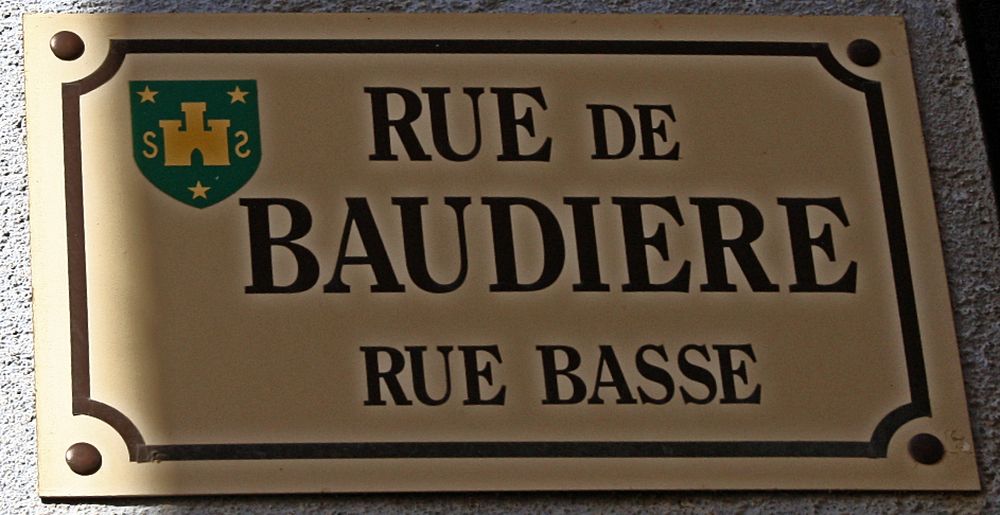 RUE DE
BAUDIERE
RUE BASSE
S S